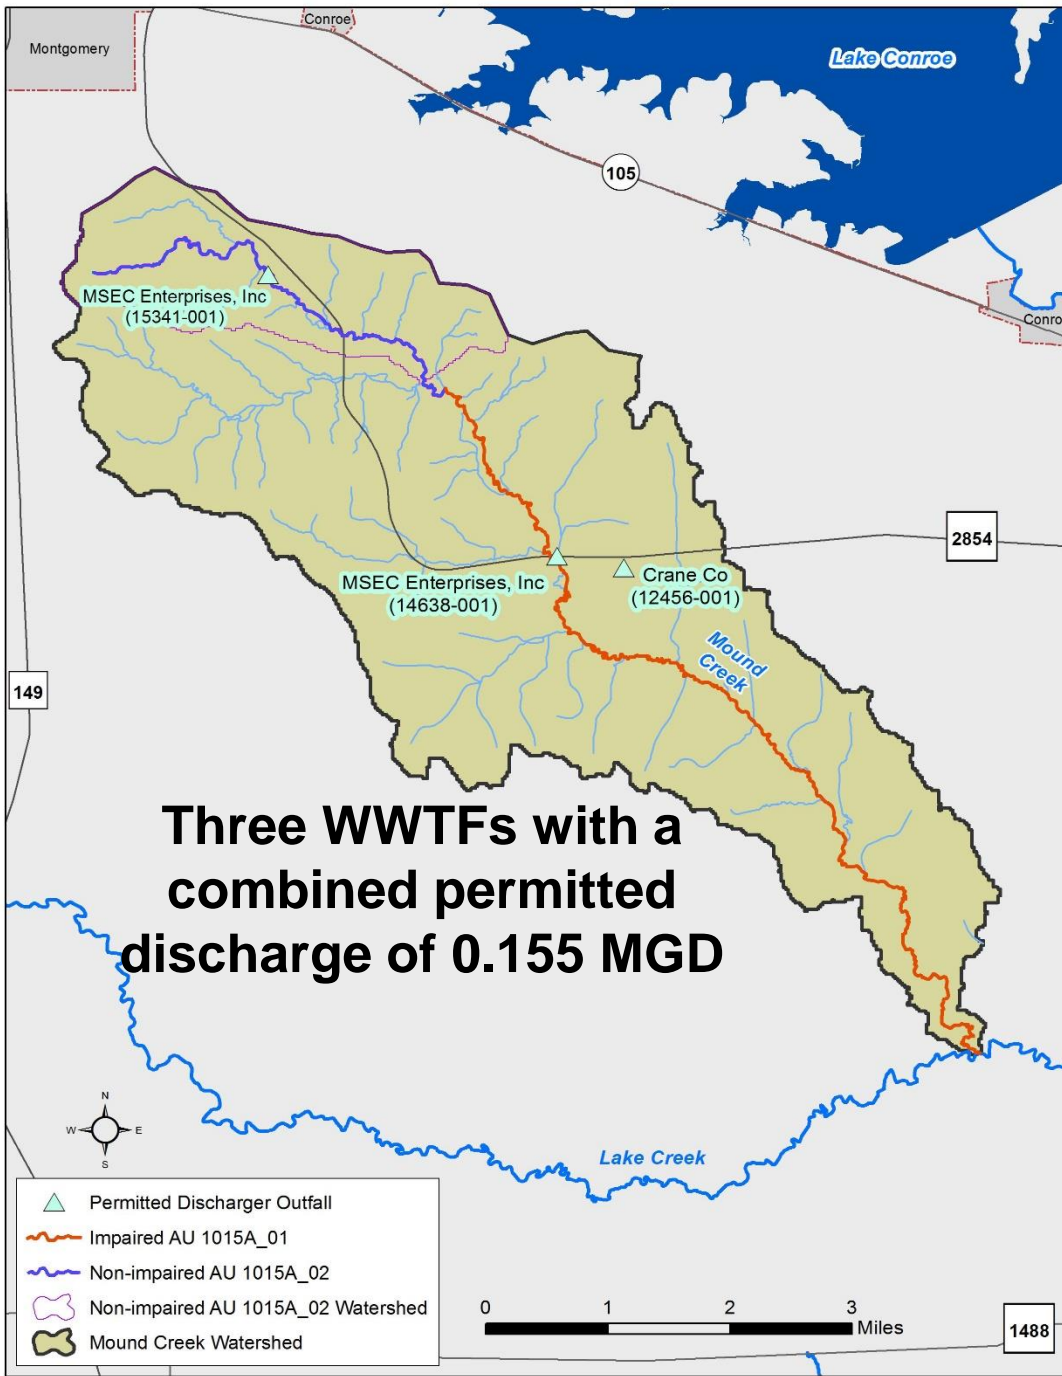 Conroe
Montgomery
Lake Conroe
105
MSEC Enterprises, Inc
(15341-001)
Conro
2854
MSEC Enterprises, Inc
(14638-001)
Crane Co
(12456-001)
Mound
Creek
149
Three WWTFs with a
combined permitted
discharge of 0.155 MGD
N
W E
S
Lake Creek
Permitted Discharger Outfall
Impaired AU 1015A_01
Non-impaired AU 1015A_02
Non-impaired AU 1015A_02 Watershed
Mound Creek Watershed
0 1 2 3
Miles
1488